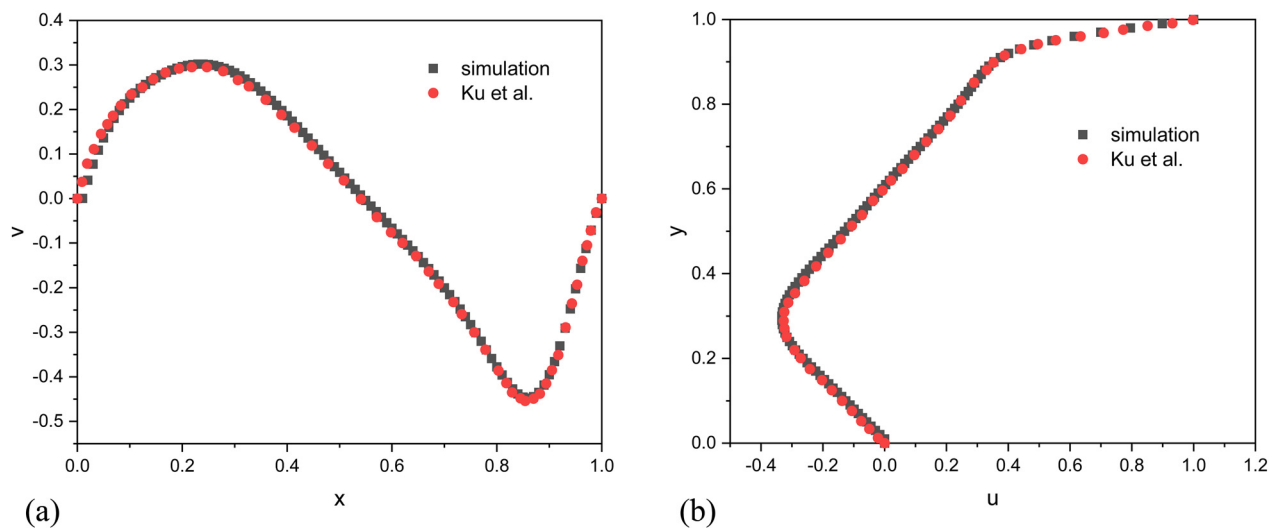 0.4
0.3
0.2
0.1
0.0
-0.1
-0.2
-0.3
-0.4
-0.5
v
simulation
Ku et al.
0.0 0.2 0.4 0.6 0.8 1.0
x
(a)
1.0
0.8
0.6
0.4
0.2
0.0
y
simulation
Ku et al.
-0.4 -0.2 0.0 0.2 0.4 0.6 0.8 1.0 1.2
u
(b)